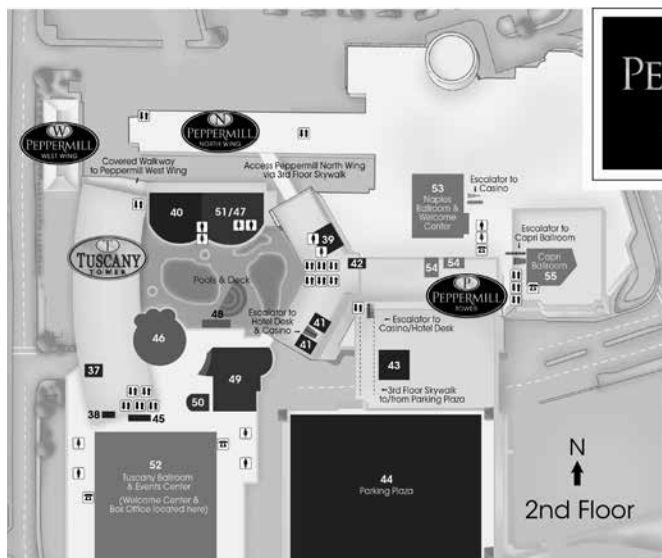 PE
W
PEPPERMILL
WEST WING
N
PEPPERMILL
NORTH WING
Covered Walkway
to Peppermill West Wing
Access Peppermill North Wing
via 3rd Floor Skywalk
53
Naples
Ballroom &
Welcome
Center
Escalator to
Casino
40
51/47
39
Escalator to
Capri Ballroom
T
TUSCANY
TOWER
42
54
54
Capri
Ballroom
55
Pools & Deck
P
PEPPERMILL
TOWER
48
Escalator to
Hotel Desk
& Casino
41
41
Escalator to
Casino/Hotel Desk
46
43
37
49
3rd Floor Skywalk
to/from Parking Plaza
50
38
45
52
Tuscany Ballroom
& Events Center
(Welcome Center &
Box Office located here)
44
Parking Plaza
N
2nd Floor